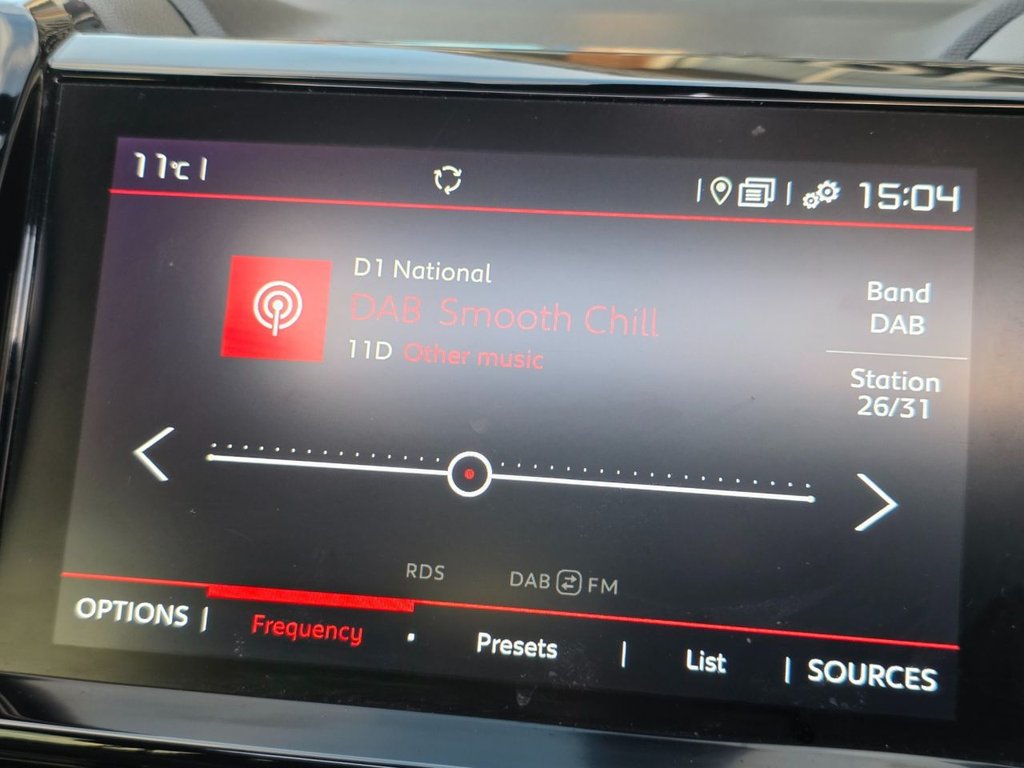 11°C
15:04
D1 National
DAB Smooth Chill
11D Other music
Band
DAB
Station
26/31
RDS
DAB FM
OPTIONS
Frequency
Presets
List
SOURCES